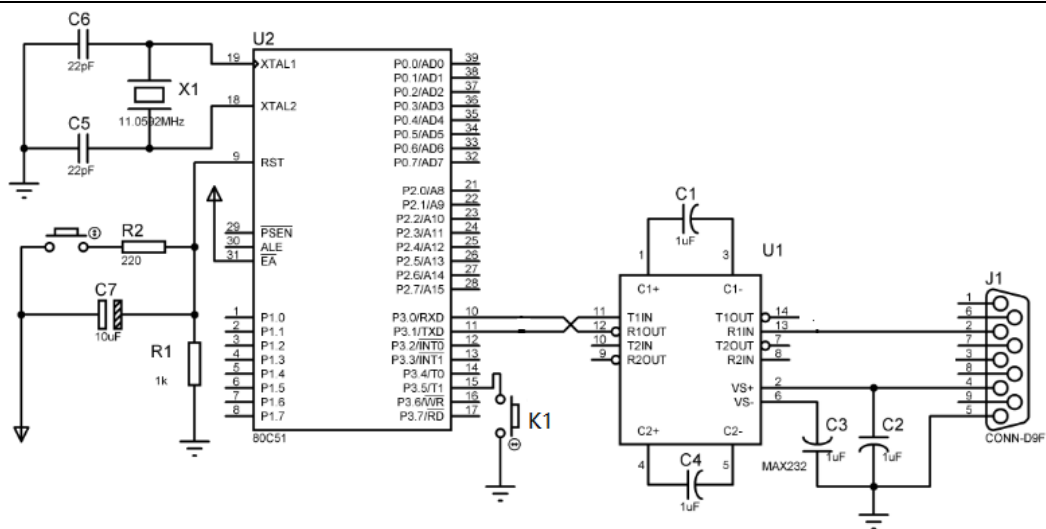 C6
22pF
X1
11.0592MHz
C5
22pF
R2
220
C7
10uF
R1
1k
U2
19 XTAL1
18 XTAL2
9 RST
29 PSEN
30 ALE
31 EA
1 P1.0
2 P1.1
3 P1.2
4 P1.3
5 P1.4
6 P1.5
7 P1.6
8 P1.7
P0.0/AD0 39
P0.1/AD1 38
P0.2/AD2 37
P0.3/AD3 36
P0.4/AD4 35
P0.5/AD5 34
P0.6/AD6 33
P0.7/AD7 32
P2.0/A8 21
P2.1/A9 22
P2.2/A10 23
P2.3/A11 24
P2.4/A12 25
P2.5/A13 26
P2.6/A14 27
P2.7/A15 28
P3.0/RXD 10
P3.1/TXD 11
P3.2/INT0 12
P3.3/INT1 13
P3.4/T0 14
P3.5/T1 15
P3.6/WR 16
P3.7/RD 17
80C51
K1
C1
1uF
1 3
U1
C1+ C1-
11 T1IN
12 R1OUT
10 T2IN
9 R2OUT
T1OUT 14
R1IN 13
T2OUT 7
R2IN 8
VS+ 2
VS- 6
C2+ C2-
4 5
MAX232
C4
1uF
C3
1uF
C2
1uF
J1
1
6
2
7
3
8
4
9
5
CONN-D9F